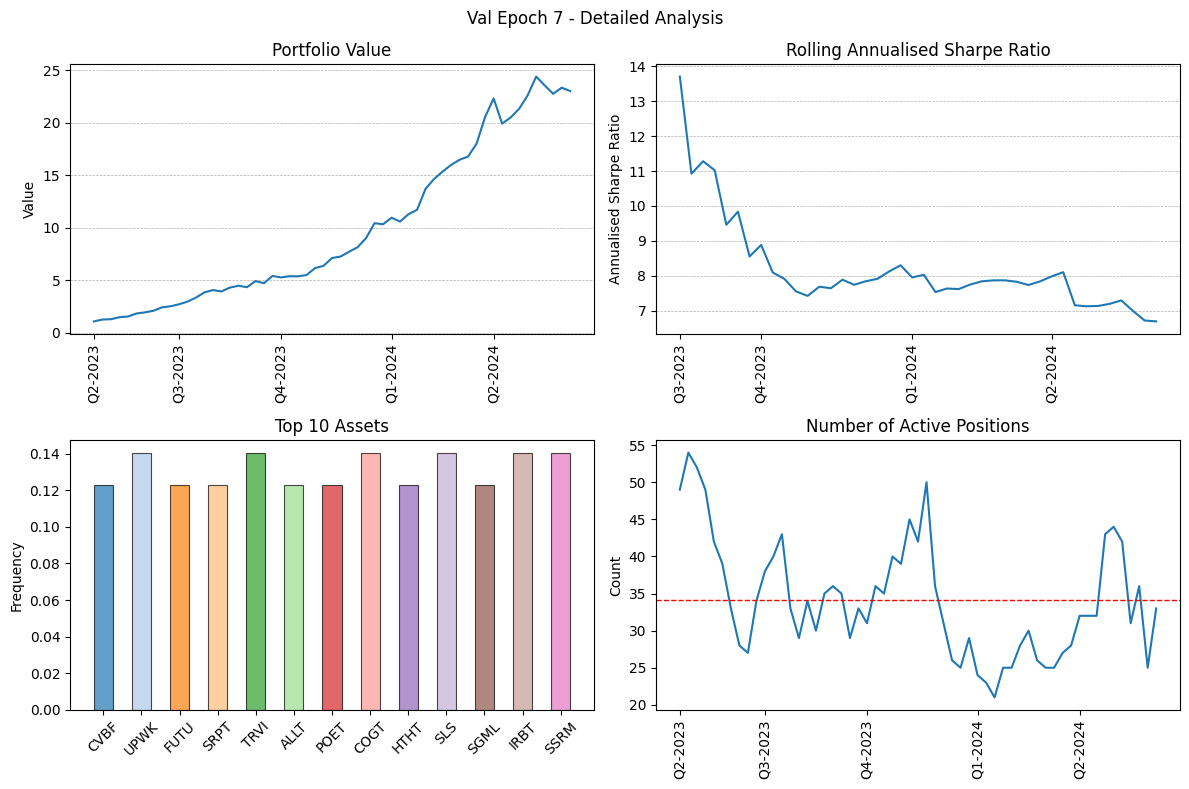 Val Epoch 7 - Detailed Analysis
Portfolio Value
Value
25
20
15
10
5
0
Q2-2023
Q3-2023
Q4-2023
Q1-2024
Q2-2024
Rolling Annualised Sharpe Ratio
Annualised Sharpe Ratio
14
13
12
11
10
9
8
7
Q3-2023
Q4-2023
Q1-2024
Q2-2024
Top 10 Assets
Frequency
0.14
0.12
0.10
0.08
0.06
0.04
0.02
0.00
CVBF
UPWK
FUTU
SRPT
TRVI
ALLT
POET
COGT
HTHT
SLS
SGML
IRBT
SSRM
Number of Active Positions
Count
55
50
45
40
35
30
25
20
Q2-2023
Q3-2023
Q4-2023
Q1-2024
Q2-2024